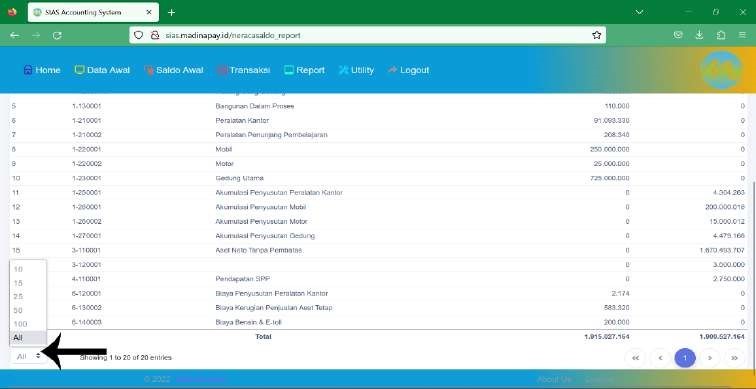 SIAS Accounting System
sias.madinapay.id/neracasaldo_report
Home Data Awal Saldo Awal Transaksi Report Utility Logout
5 1-130001 Bangunan Dalam Proses 110.000 0
6 1-210001 Peralatan Kantor 91.093.330 0
7 1-210002 Peralatan Penunjang Pembelajaran 208.340 0
8 1-220001 Mobil 250.000.000 0
9 1-220002 Motor 25.000.000 0
10 1-230001 Gedung Utama 725.000.000 0
11 1-250001 Akumulasi Penyusutan Peralatan Kantor 0 4.304.263
12 1-260001 Akumulasi Penyusutan Mobil 0 200.000.016
13 1-260002 Akumulasi Penyusutan Motor 0 15.000.012
14 1-270001 Akumulasi Penyusutan Gedung 0 4.479.166
15 3-110001 Aset Neto Tanpa Pembatas 0 1.670.493.707
3-120001 0 3.500.000
4-110001 Pendapatan SPP 0 2.750.000
6-120001 Biaya Penyusutan Peralatan Kantor 2.174 0
6-130002 Biaya Kerugian Penjualan Aset Tetap 583.320 0
6-140003 Biaya Bensin & E-toll 200.000 0
10
15
25
50
100
All
Total 1.915.027.164 1.900.527.164
All Showing 1 to 20 of 20 entries « ‹ 1 › »
© 2022 About Us